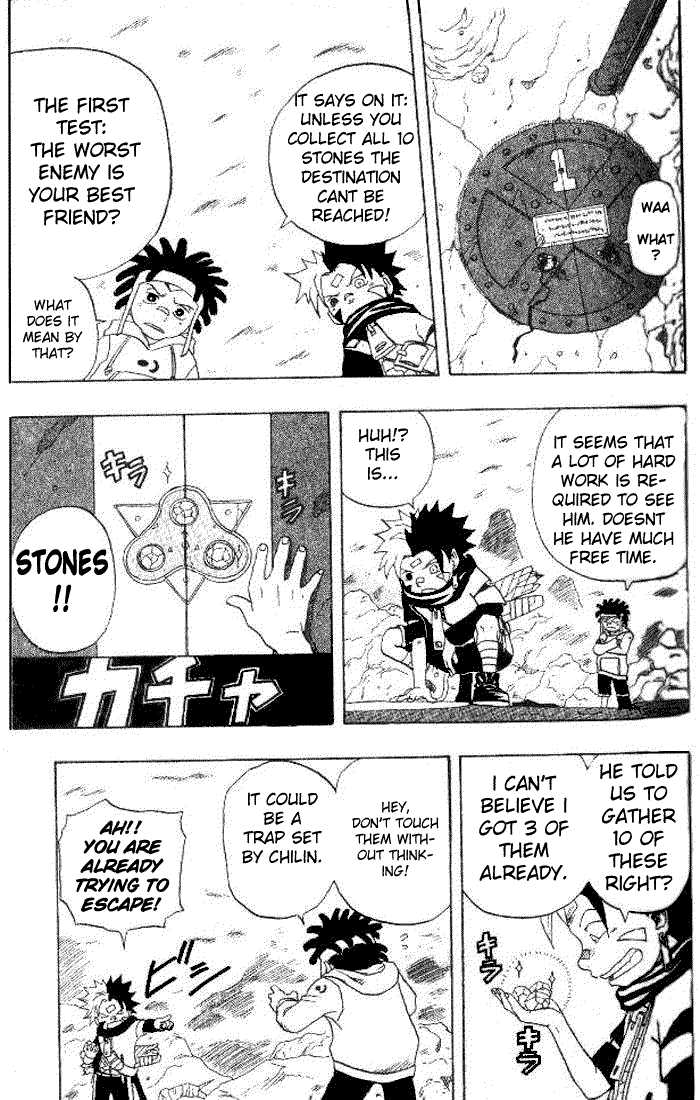 WAA
WHAT
?
1
IT SAYS ON IT:
UNLESS YOU
COLLECT ALL 10
STONES THE
DESTINATION
CANT BE
REACHED!
THE FIRST
TEST:
THE WORST
ENEMY IS
YOUR BEST
FRIEND?
WHAT
DOES IT
MEAN BY
THAT?
IT SEEMS THAT
A LOT OF HARD
WORK IS RE-
QUIRED TO SEE
HIM. DOESNT
HE HAVE MUCH
FREE TIME.
HUH!?
THIS
IS...
キラ
キラ
STONES
!!
カチャ
HE TOLD
US TO
GATHER
10 OF
THESE
RIGHT?
I CAN'T
BELIEVE I
GOT 3 OF
THEM
ALREADY.
キラ
キラ
HEY,
DON'T TOUCH
THEM WITH-
OUT THINK-
ING!
IT COULD
BE A
TRAP SET
BY CHILIN.
AH!!
YOU ARE
ALREADY
TRYING TO
ESCAPE!
ビシ